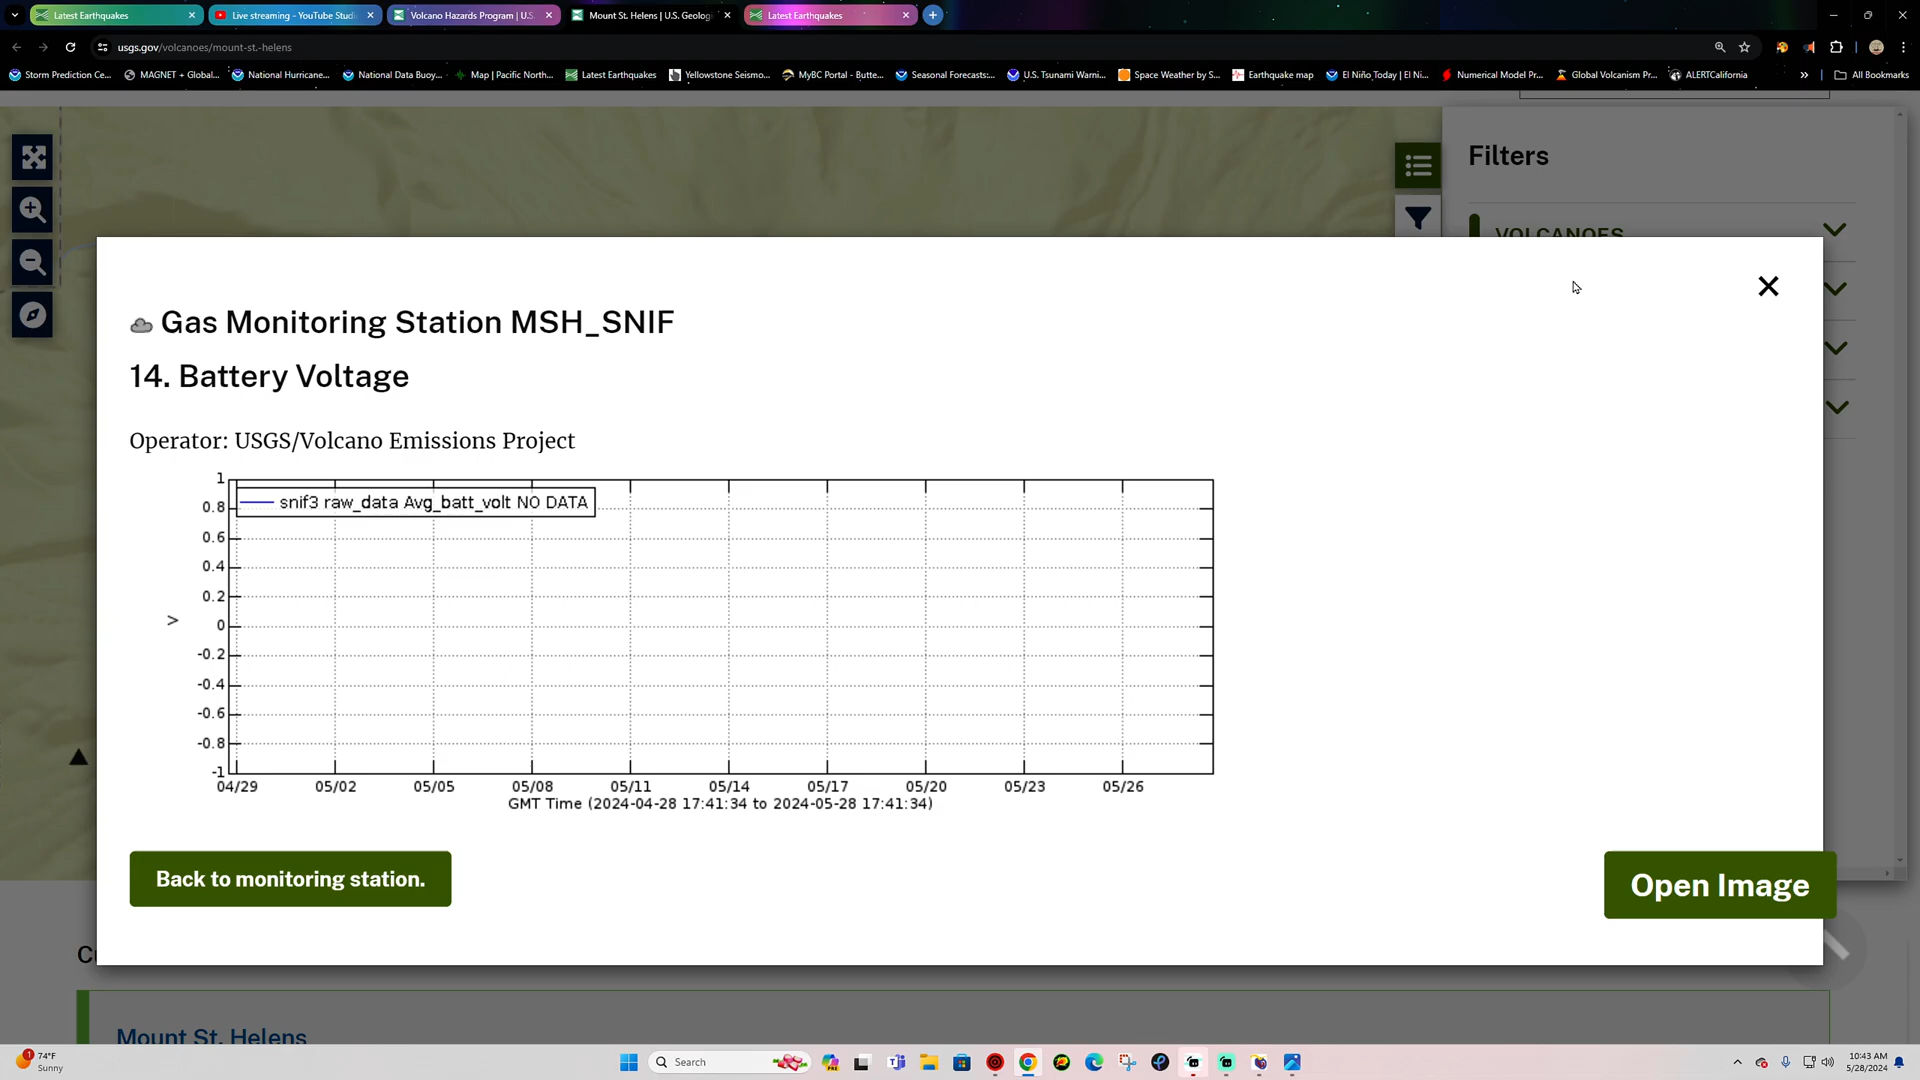 Latest Earthquakes
Live streaming - YouTube Studi
Volcano Hazards Program | U.S.
Mount St. Helens | U.S. Geolog
Latest Earthquakes
usgs.gov/volcanoes/mount-st.-helens
Storm Prediction Ce...
MAGNET + Global...
National Hurricane...
National Data Buoy...
Map | Pacific North...
Latest Earthquakes
Yellowstone Seismo...
MyBC Portal - Butte...
Seasonal Forecasts:...
U.S. Tsunami Warni...
Space Weather by S...
Earthquake map
El Niño Today | El Ni...
Numerical Model Pr...
Global Volcanism Pr...
ALERTCalifornia
»
All Bookmarks
Filters
VOLCANOES
Gas Monitoring Station MSH_SNIF
14. Battery Voltage
Operator: USGS/Volcano Emissions Project
snif3 raw_data Avg_batt_volt NO DATA
1
0.8
0.6
0.4
0.2
0
-0.2
-0.4
-0.6
-0.8
-1
V
04/29 05/02 05/05 05/08 05/11 05/14 05/17 05/20 05/23 05/26
GMT Time (2024-04-28 17:41:34 to 2024-05-28 17:41:34)
Back to monitoring station.
Open Image
Mount St. Helens
1
74°F
Sunny
Search
10:43 AM
5/28/2024